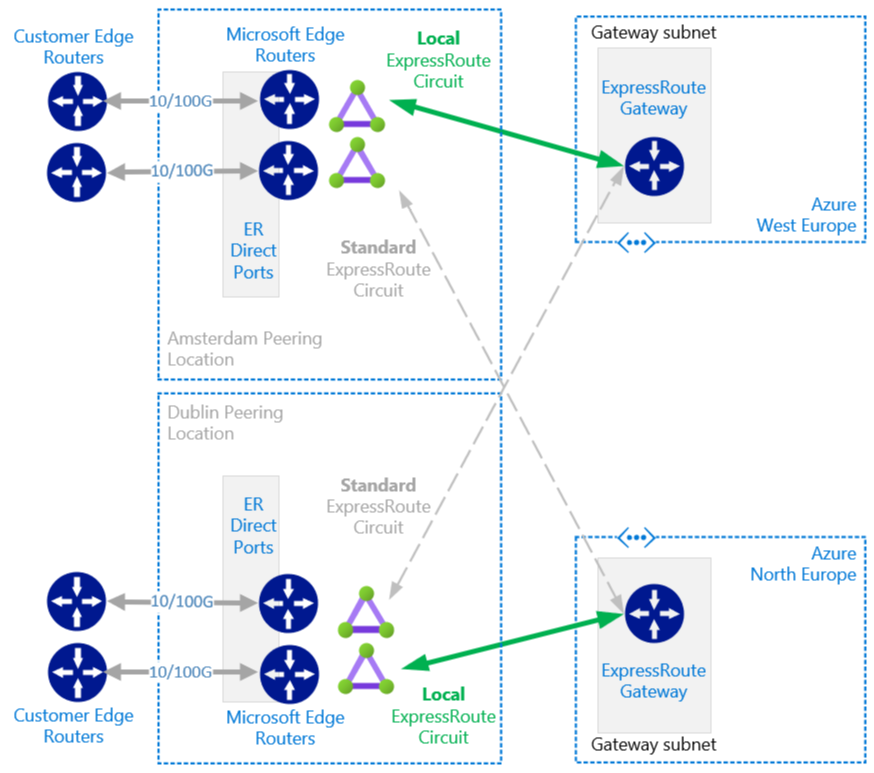 Customer Edge
Routers
Microsoft Edge
Routers
Local
ExpressRoute
Circuit
Gateway subnet
ExpressRoute
Gateway
10/100G
10/100G
Azure
West Europe
ER
Direct
Ports
Standard
ExpressRoute
Circuit
Amsterdam Peering
Location
Dublin Peering
Location
Standard
ExpressRoute
Circuit
ER
Direct
Ports
Azure
North Europe
10/100G
10/100G
ExpressRoute
Gateway
Customer Edge
Routers
Microsoft Edge
Routers
Local
ExpressRoute
Circuit
Gateway subnet